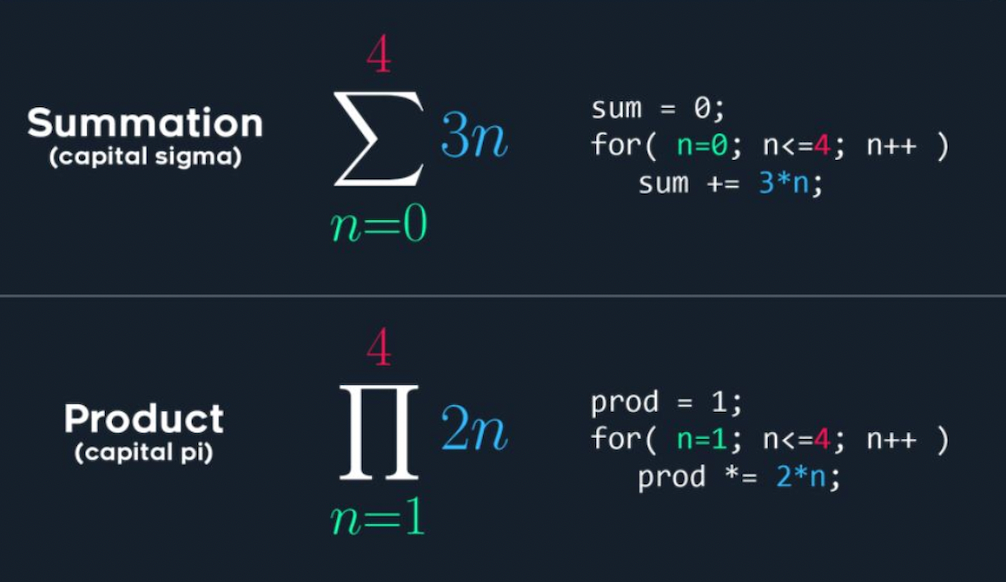 Summation
(capital sigma)
4
∑ 3n
n=0
sum = 0;
for( n=0; n<=4; n++ )
sum += 3*n;
Product
(capital pi)
4
∏ 2n
n=1
prod = 1;
for( n=1; n<=4; n++ )
prod *= 2*n;